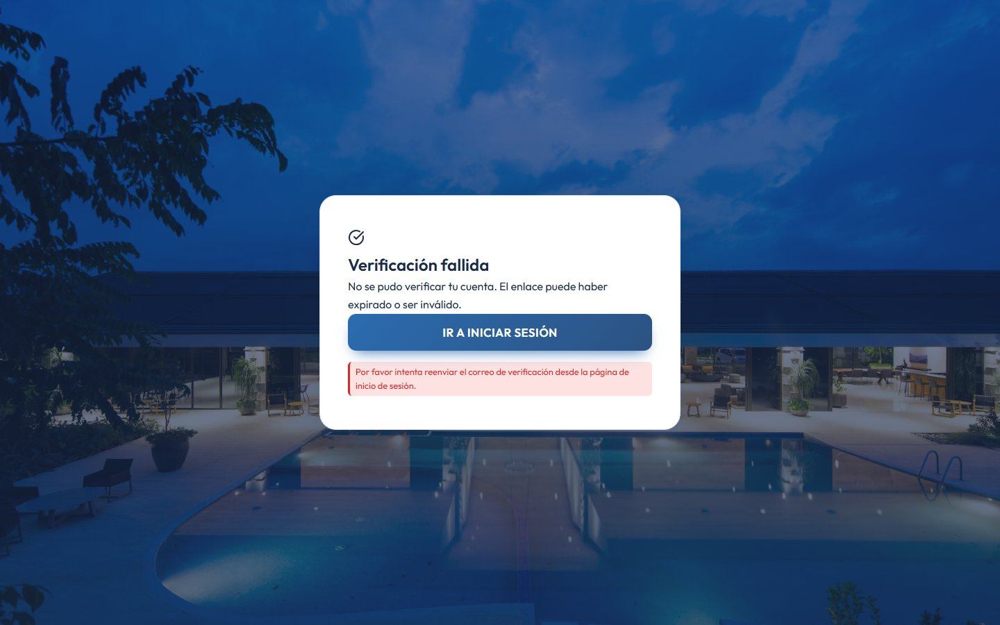 Verificación fallida
No se pudo verificar tu cuenta. El enlace puede haber
expirado o ser inválido.
IR A INICIAR SESIÓN
Por favor intenta reenviar el correo de verificación desde la página de
inicio de sesión.